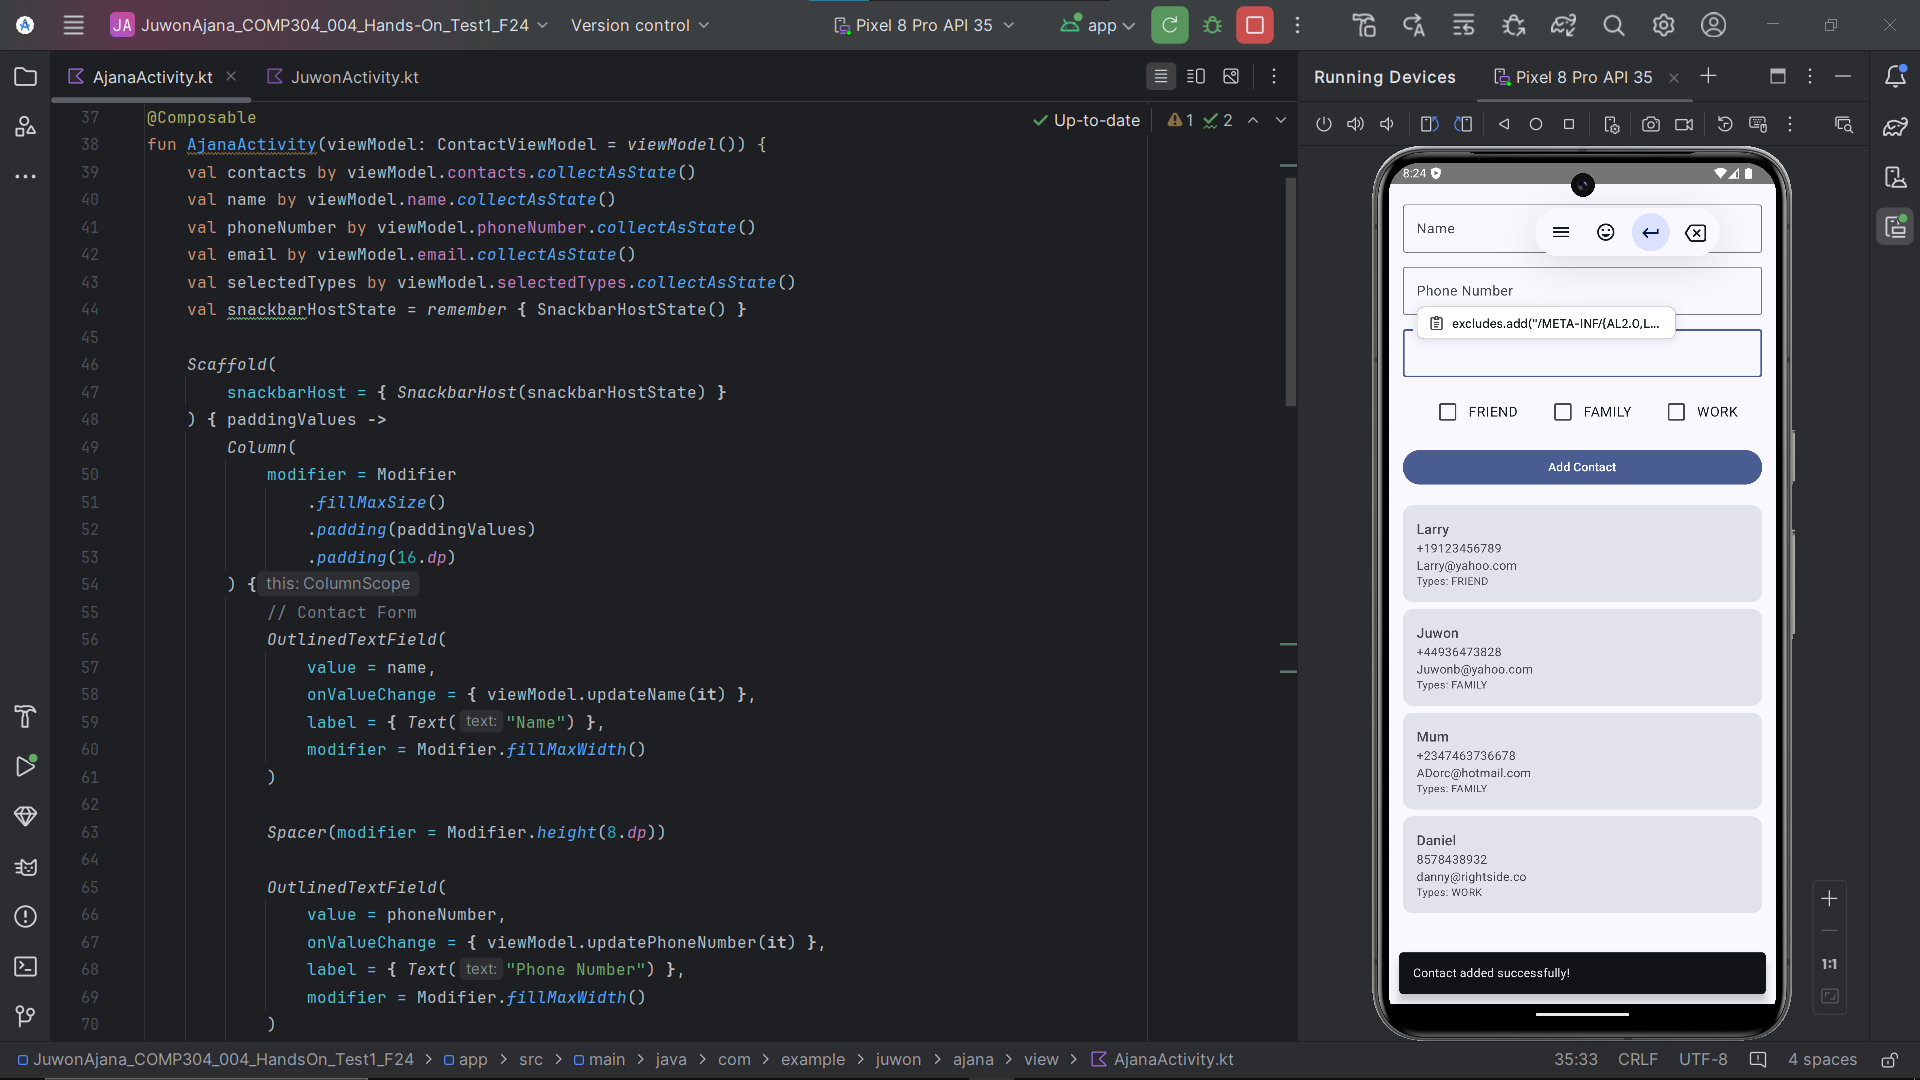 JA JuwonAjana_COMP304_004_Hands-On_Test1_F24 Version control Pixel 8 Pro API 35 app
AjanaActivity.kt JuwonActivity.kt Running Devices Pixel 8 Pro API 35
Up-to-date 1 2
37 @Composable
38 fun AjanaActivity(viewModel: ContactViewModel = viewModel()) {
39 val contacts by viewModel.contacts.collectAsState()
40 val name by viewModel.name.collectAsState()
41 val phoneNumber by viewModel.phoneNumber.collectAsState()
42 val email by viewModel.email.collectAsState()
43 val selectedTypes by viewModel.selectedTypes.collectAsState()
44 val snackbarHostState = remember { SnackbarHostState() }
45
46 Scaffold(
47 snackbarHost = { SnackbarHost(snackbarHostState) }
48 ) { paddingValues ->
49 Column(
50 modifier = Modifier
51 .fillMaxSize()
52 .padding(paddingValues)
53 .padding(16.dp)
54 ) { this: ColumnScope
55 // Contact Form
56 OutlinedTextField(
57 value = name,
58 onValueChange = { viewModel.updateName(it) },
59 label = { Text( text: "Name") },
60 modifier = Modifier.fillMaxWidth()
61 )
62
63 Spacer(modifier = Modifier.height(8.dp))
64
65 OutlinedTextField(
66 value = phoneNumber,
67 onValueChange = { viewModel.updatePhoneNumber(it) },
68 label = { Text( text: "Phone Number") },
69 modifier = Modifier.fillMaxWidth()
70 )
8:24
Name
Phone Number
excludes.add("/META-INF/{AL2.0,L...
FRIEND FAMILY WORK
Add Contact
Larry
+19123456789
Larry@yahoo.com
Types: FRIEND
Juwon
+44936473828
Juwonb@yahoo.com
Types: FAMILY
Mum
+2347463736678
ADorc@hotmail.com
Types: FAMILY
Daniel
8578438932
danny@rightside.co
Types: WORK
Contact added successfully!
1:1
JuwonAjana_COMP304_004_HandsOn_Test1_F24 > app > src > main > java > com > example > juwon > ajana > view > AjanaActivity.kt 35:33 CRLF UTF-8 4 spaces